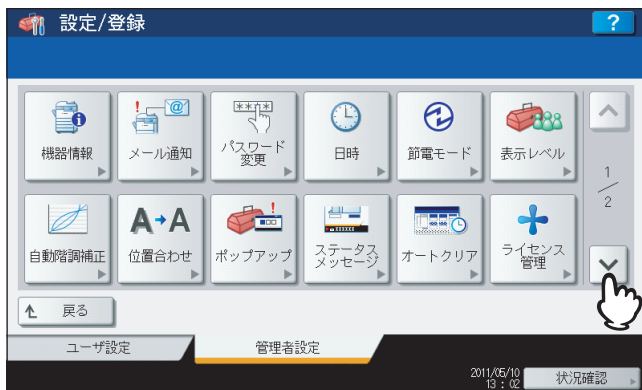 設定/登録
?
機器情報
メール通知
パスワード
変更
日時
節電モード
表示レベル
1
/
2
自動階調補正
A→A
位置合わせ
ポップアップ
ステータス
メッセージ
オートクリア
ライセンス
管理
戻る
ユーザ設定
管理者設定
2011/05/10
13 : 02
状況確認